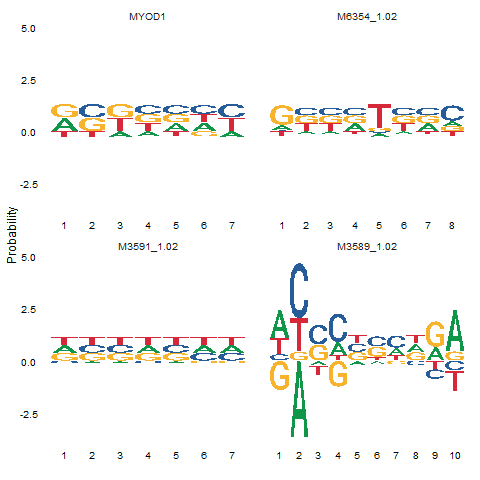 MYOD1
M6354_1.02
5.0
2.5
0.0
-2.5
1 2 3 4 5 6 7
1 2 3 4 5 6 7 8
Probability
M3591_1.02
M3589_1.02
5.0
2.5
0.0
-2.5
1 2 3 4 5 6 7
1 2 3 4 5 6 7 8 9 10